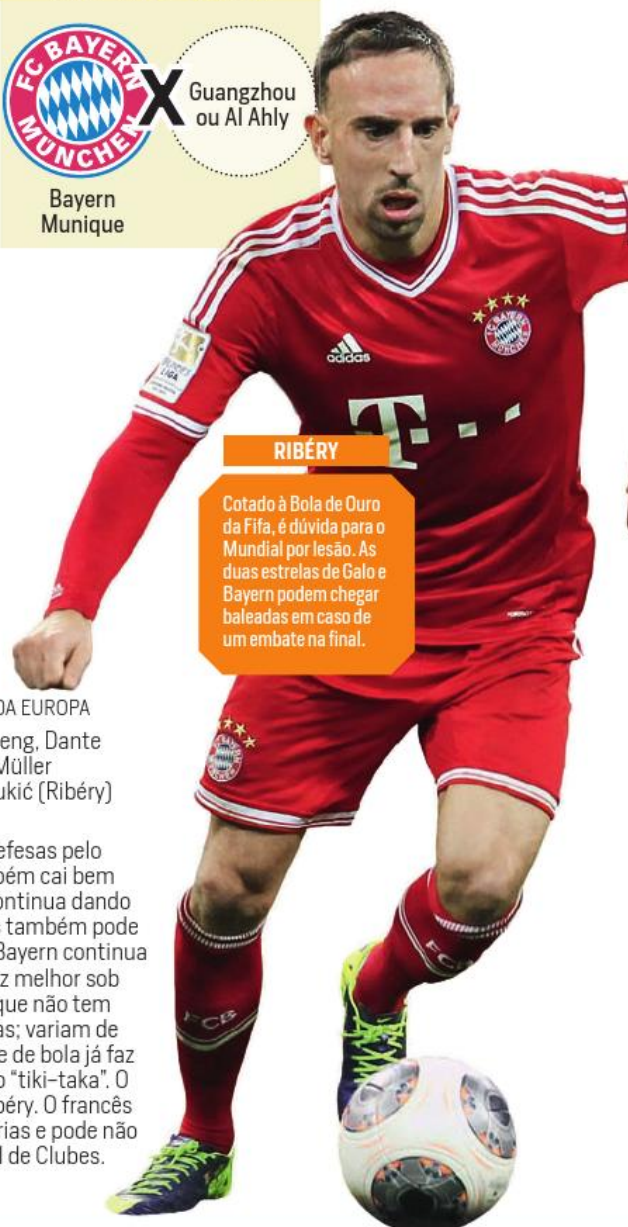 FC BAYERN
MÜNCHEN
X
Guangzhou
ou Al Ahly
Bayern
Munique
adidas
FC BAYERN
MÜNCHEN
LIGA
T
RIBÉRY
Cotado à Bola de Ouro
da Fifa, é dúvida para o
Mundial por lesão. As
duas estrelas de Galo e
Bayern podem chegar
baleadas em caso de
um embate na final.
DA EUROPA
eng, Dante
Müller
ukić (Ribéry)
efesas pelo
bém cai bem
ontinua dando
s também pode
Bayern continua
z melhor sob
que não tem
as; variam de
e de bola já faz
o “tiki-taka”. O
béry. O francês
rias e pode não
l de Clubes.
FCB
FCB